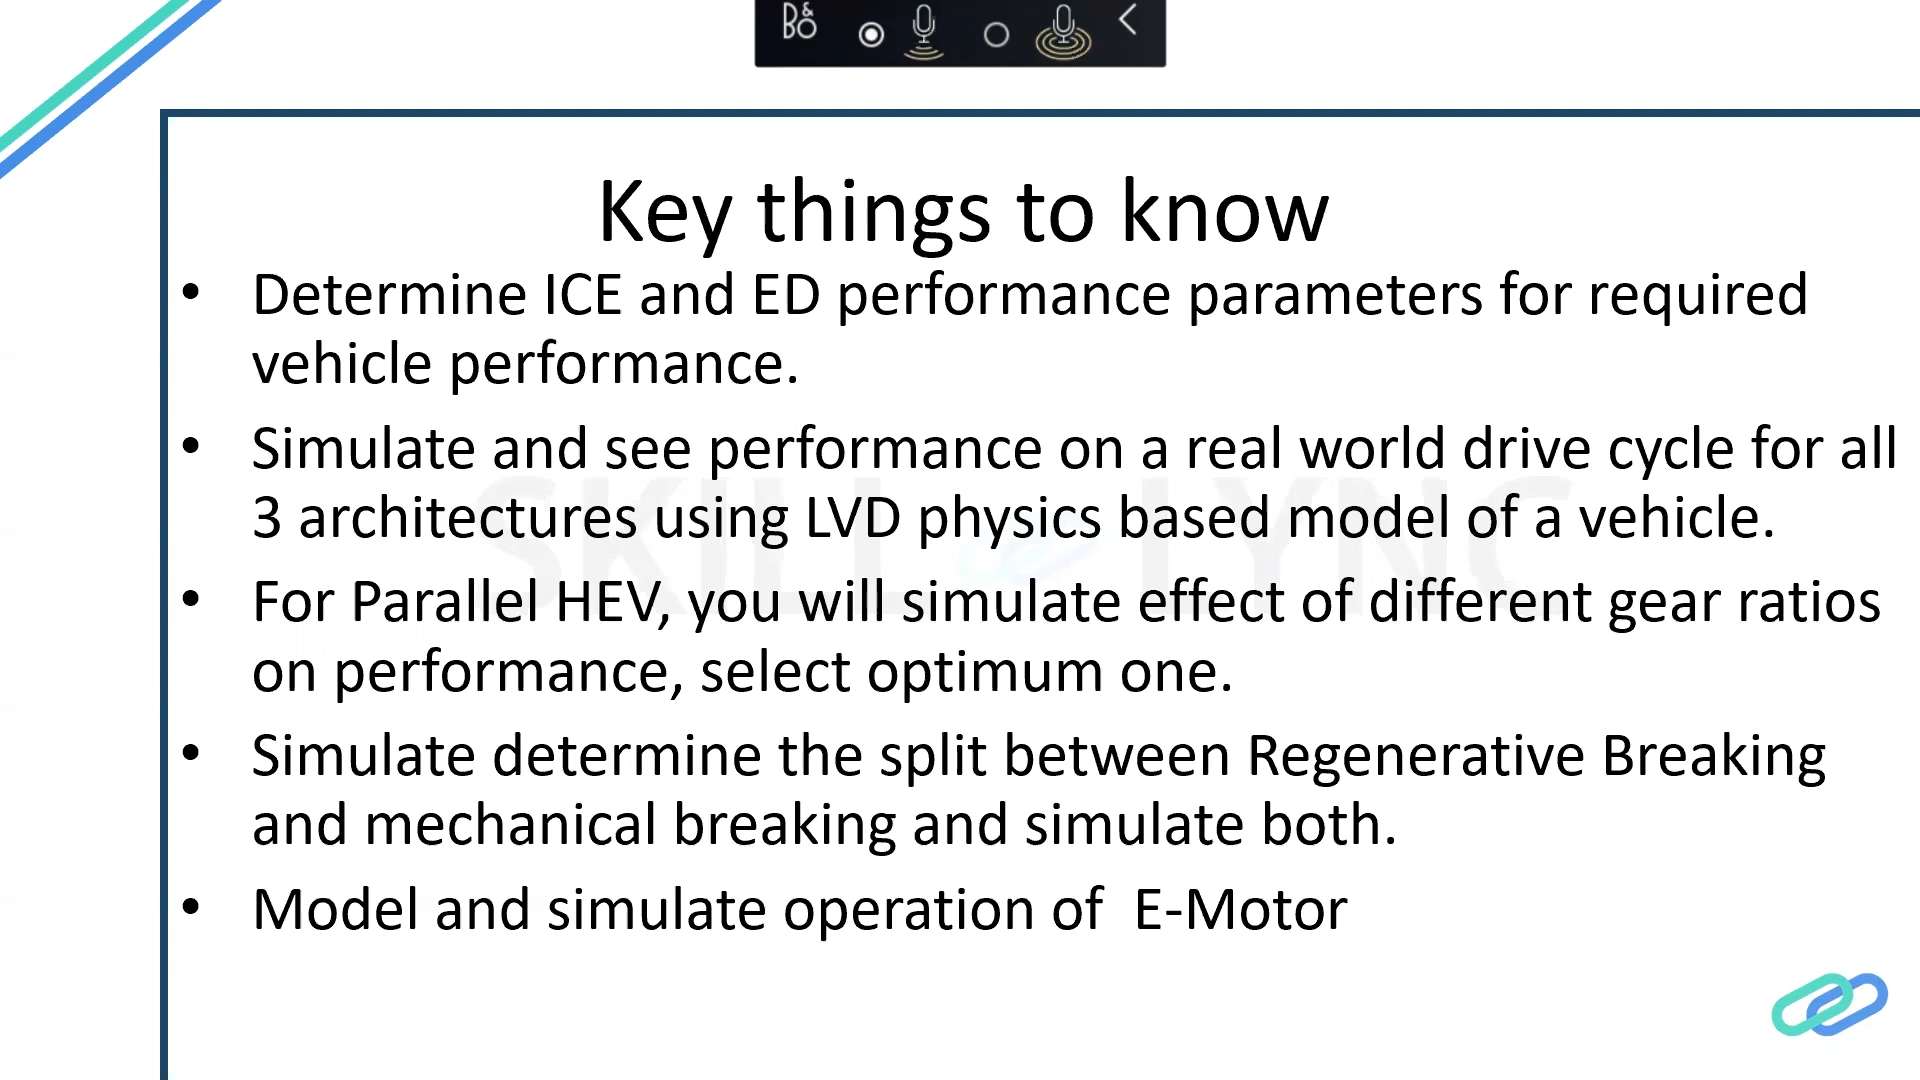 B&O
Key things to know
• Determine ICE and ED performance parameters for required
vehicle performance.
• Simulate and see performance on a real world drive cycle for all
3 architectures using LVD physics based model of a vehicle.
• For Parallel HEV, you will simulate effect of different gear ratios
on performance, select optimum one.
• Simulate determine the split between Regenerative Breaking
and mechanical breaking and simulate both.
• Model and simulate operation of  E-Motor
SKILL LYNC